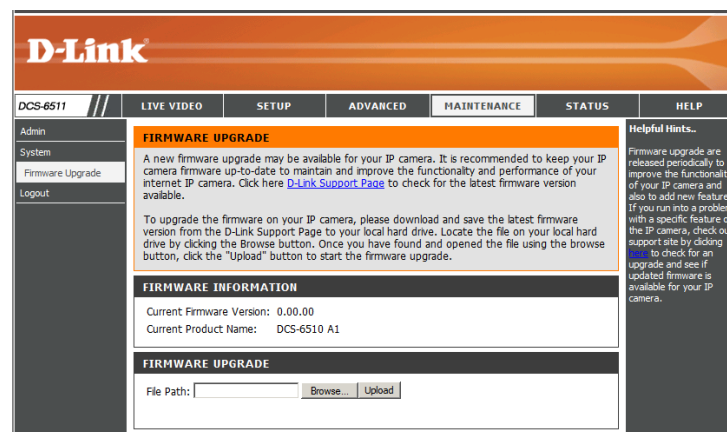 D-Link
DCS-6511
LIVE VIDEO
SETUP
ADVANCED
MAINTENANCE
STATUS
HELP
Admin
System
Firmware Upgrade
Logout
FIRMWARE UPGRADE
A new firmware upgrade may be available for your IP camera. It is recommended to keep your IP
camera firmware up-to-date to maintain and improve the functionality and performance of your
internet IP camera. Click here D-Link Support Page to check for the latest firmware version
available.
To upgrade the firmware on your IP camera, please download and save the latest firmware
version from the D-Link Support Page to your local hard drive. Locate the file on your local hard
drive by clicking the Browse button. Once you have found and opened the file using the browse
button, click the "Upload" button to start the firmware upgrade.
FIRMWARE INFORMATION
Current Firmware Version: 0.00.00
Current Product Name: DCS-6510 A1
FIRMWARE UPGRADE
File Path:
Browse...
Upload
Helpful Hints..
Firmware upgrade are
released periodically to
improve the functionalit
of your IP camera and
also to add new feature
If you run into a problem
with a specific feature o
the IP camera, check ou
support site by clicking
here to check for an
upgrade and see if
updated firmware is
available for your IP
camera.